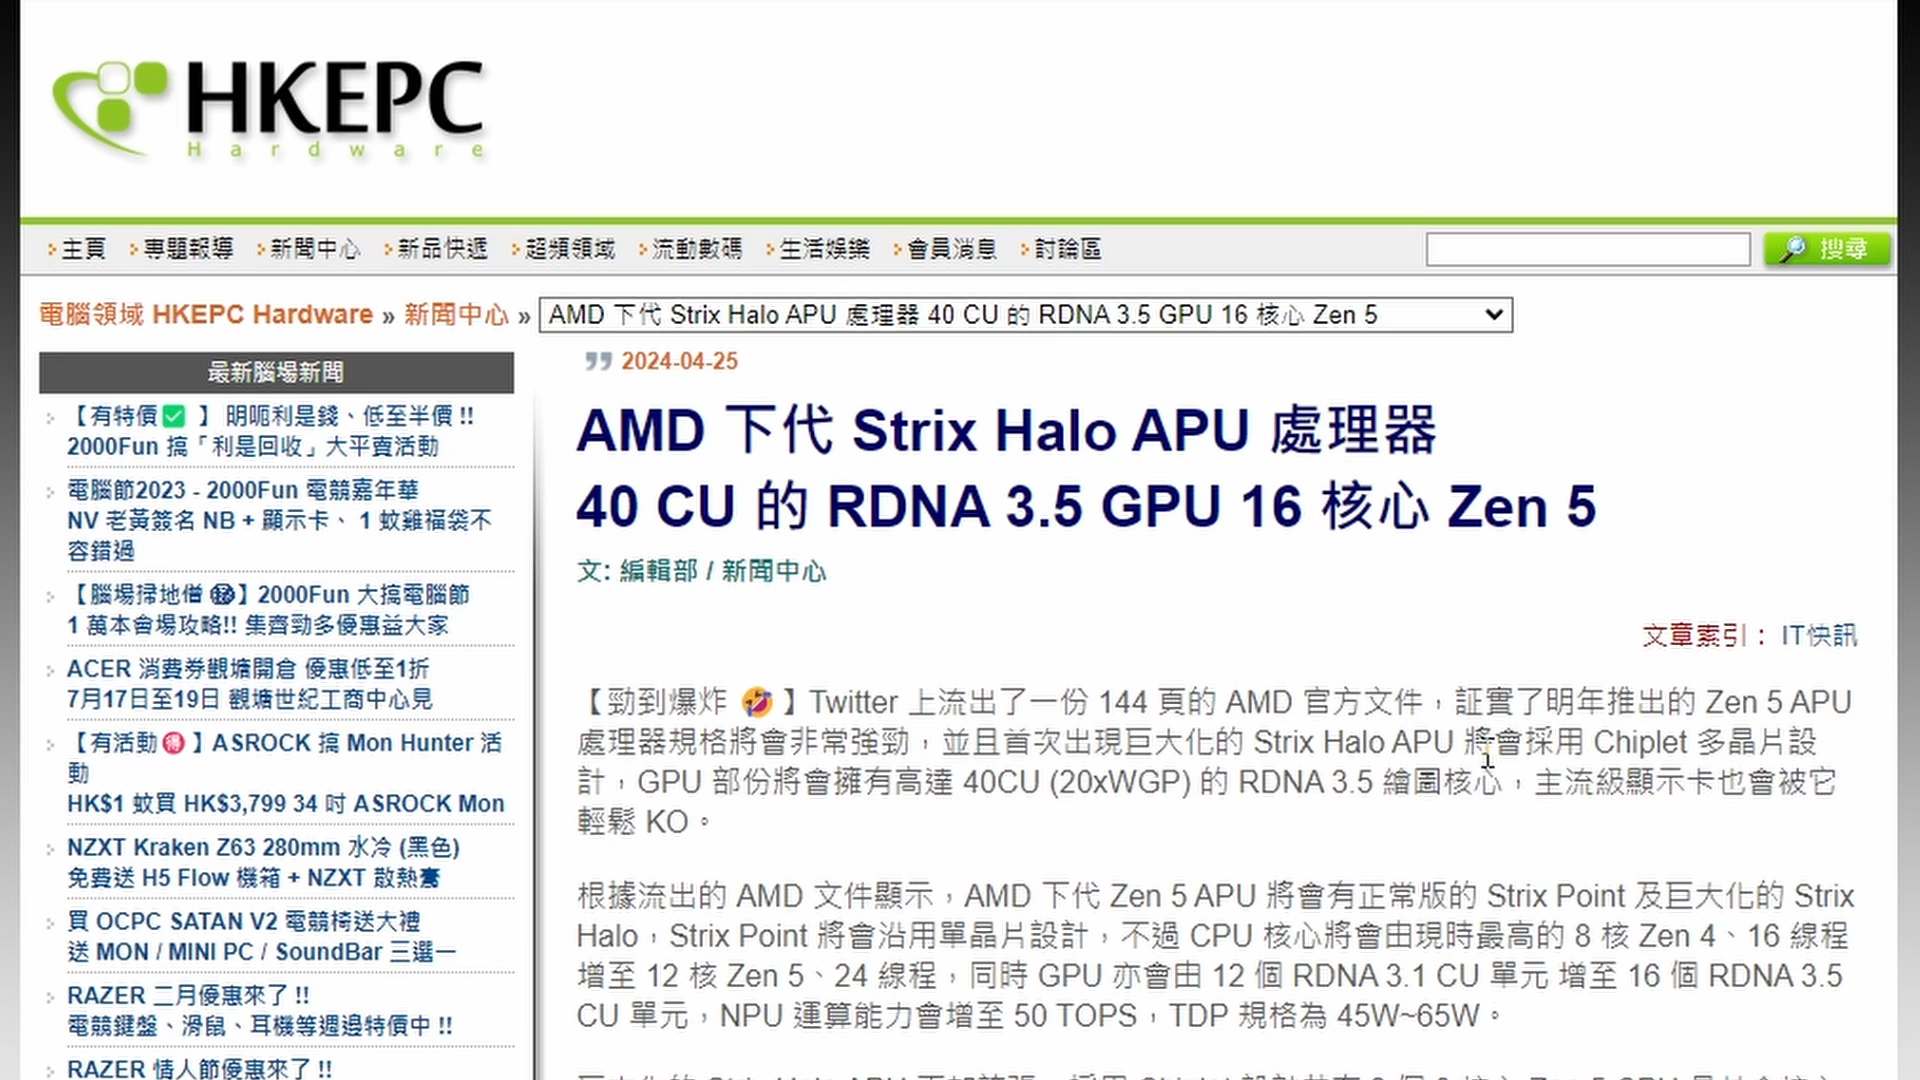 HKEPC
Hardware
主頁 專題報導 新聞中心 新品快遞 超頻領域 流動數碼 生活娛樂 會員消息 討論區 搜尋
電腦領域 HKEPC Hardware » 新聞中心 » AMD 下代 Strix Halo APU 處理器 40 CU 的 RDNA 3.5 GPU 16 核心 Zen 5
最新腦場新聞
【有特價✅ 】 明呃利是錢、低至半價 !!
2000Fun 搞「利是回收」大平賣活動
電腦節2023 - 2000Fun 電競嘉年華
NV 老黃簽名 NB + 顯示卡、 1 蚊雞福袋不
容錯過
【腦場掃地僧 ㊙】2000Fun 大搞電腦節
1 萬本會場攻略!! 集齊勁多優惠益大家
ACER 消費券觀塘開倉 優惠低至1折
7月17日至19日 觀塘世紀工商中心見
【有活動🉐】ASROCK 搞 Mon Hunter 活
動
HK$1 蚊買 HK$3,799 34 吋 ASROCK Mon
NZXT Kraken Z63 280mm 水冷 (黑色)
免費送 H5 Flow 機箱 + NZXT 散熱膏
買 OCPC SATAN V2 電競椅送大禮
送 MON / MINI PC / SoundBar 三選一
RAZER 二月優惠來了 !!
電競鍵盤、滑鼠、耳機等週邊特價中 !!
RAZER 情人節優惠來了 !!
2024-04-25
AMD 下代 Strix Halo APU 處理器
40 CU 的 RDNA 3.5 GPU 16 核心 Zen 5
文: 編輯部 / 新聞中心
文章索引： IT快訊
【勁到爆炸 🤣 】Twitter 上流出了一份 144 頁的 AMD 官方文件，証實了明年推出的 Zen 5 APU
處理器規格將會非常強勁，並且首次出現巨大化的 Strix Halo APU 將會採用 Chiplet 多晶片設
計，GPU 部份將會擁有高達 40CU (20xWGP) 的 RDNA 3.5 繪圖核心，主流級顯示卡也會被它
輕鬆 KO。
根據流出的 AMD 文件顯示，AMD 下代 Zen 5 APU 將會有正常版的 Strix Point 及巨大化的 Strix
Halo，Strix Point 將會沿用單晶片設計，不過 CPU 核心將會由現時最高的 8 核 Zen 4、16 線程
增至 12 核 Zen 5、24 線程，同時 GPU 亦會由 12 個 RDNA 3.1 CU 單元 增至 16 個 RDNA 3.5
CU 單元，NPU 運算能力會增至 50 TOPS，TDP 規格為 45W~65W。